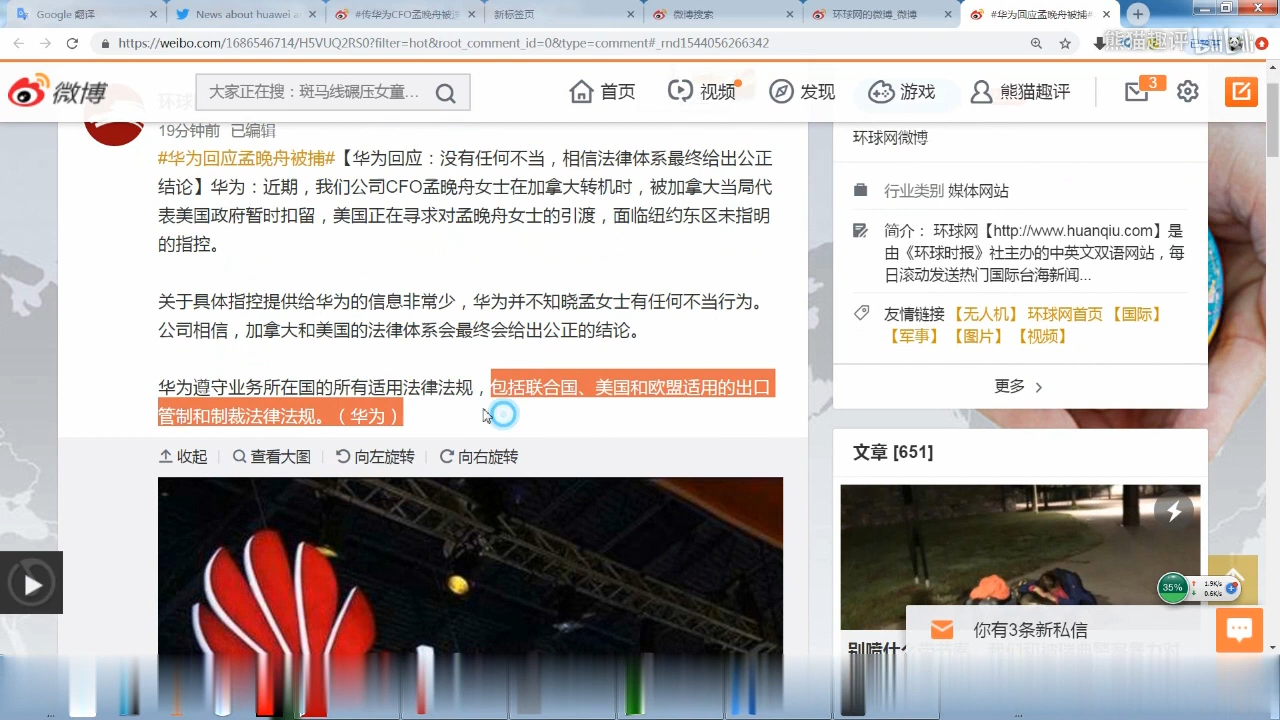 Google 翻译
News about huawei a
#传华为CFO孟晚舟被
新标签页
微博搜索
环球网的微博_微博
#华为回应孟晚舟被捕#
https://weibo.com/1686546714/H5VUQ2RS0?filter=hot&root_comment_id=0&type=comment#_rnd1544056266342
熊猫趣评
bilibili
微博
大家正在搜：斑马线碾压女童...
首页
视频
发现
游戏
熊猫趣评
3
19分钟前 已编辑
#华为回应孟晚舟被捕#【华为回应：没有任何不当，相信法律体系最终给出公正
结论】华为：近期，我们公司CFO孟晚舟女士在加拿大转机时，被加拿大当局代
表美国政府暂时扣留，美国正在寻求对孟晚舟女士的引渡，面临纽约东区未指明
的指控。
关于具体指控提供给华为的信息非常少，华为并不知晓孟女士有任何不当行为。
公司相信，加拿大和美国的法律体系会最终会给出公正的结论。
华为遵守业务所在国的所有适用法律法规，包括联合国、美国和欧盟适用的出口
管制和制裁法律法规。（华为）
收起
查看大图
向左旋转
向右旋转
环球网微博
行业类别 媒体网站
简介： 环球网【http://www.huanqiu.com】是
由《环球时报》社主办的中英文双语网站，每
日滚动发送热门国际台海新闻...
友情链接 【无人机】 环球网首页 【国际】
【军事】 【图片】 【视频】
更多
文章 [651]
35%
1.9K/s
0.6K/s
你有3条新私信
别喷什